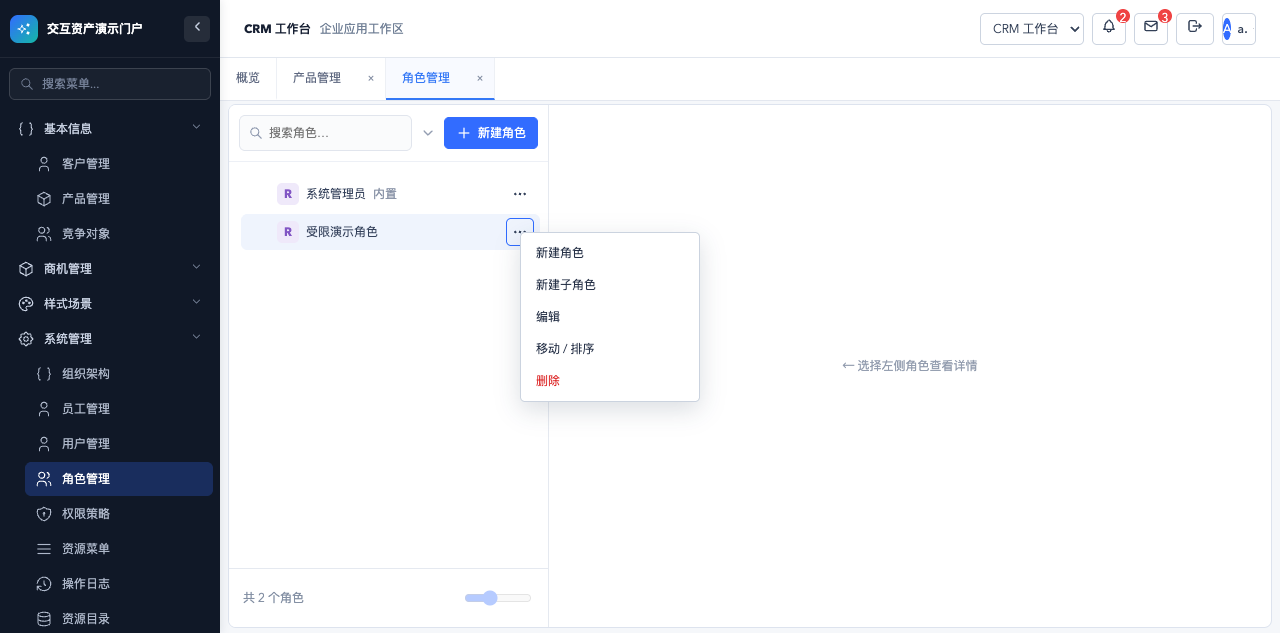 交互资产演示门户
搜索菜单...
基本信息
客户管理
产品管理
竞争对象
商机管理
样式场景
系统管理
组织架构
员工管理
用户管理
角色管理
权限策略
资源菜单
操作日志
资源目录
CRM 工作台 企业应用工作区
CRM 工作台
2
3
A a.
概览
产品管理 ×
角色管理 ×
搜索角色...
+ 新建角色
R 系统管理员 内置 ...
R 受限演示角色 ...
新建角色
新建子角色
编辑
移动 / 排序
删除
← 选择左侧角色查看详情
共 2 个角色